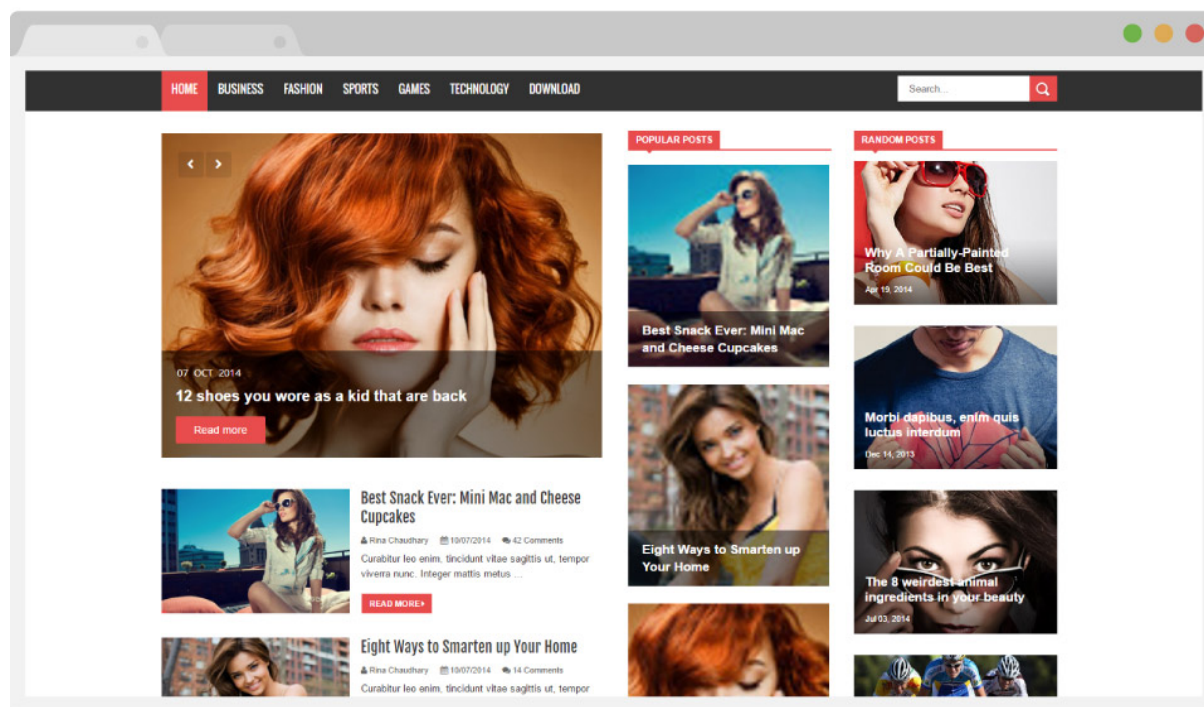 HOME BUSINESS FASHION SPORTS GAMES TECHNOLOGY DOWNLOAD
Search...
07 OCT 2014
12 shoes you wore as a kid that are back
Read more
Best Snack Ever: Mini Mac and Cheese
Cupcakes
Rina Chaudhary 10/07/2014 42 Comments
Curabitur leo enim, tincidunt vitae sagittis ut, tempor
viverra nunc. Integer mattis metus ...
READ MORE
Eight Ways to Smarten up Your Home
Rina Chaudhary 10/07/2014 14 Comments
Curabitur leo enim, tincidunt vitae sagittis ut, tempor
POPULAR POSTS
Best Snack Ever: Mini Mac
and Cheese Cupcakes
Eight Ways to Smarten up
Your Home
RANDOM POSTS
Why A Partially-Painted
Room Could Be Best
Apr 19, 2014
Morbi dapibus, enim quis
luctus interdum
Dec 14, 2013
The 8 weirdest animal
ingredients in your beauty
Jul 03, 2014